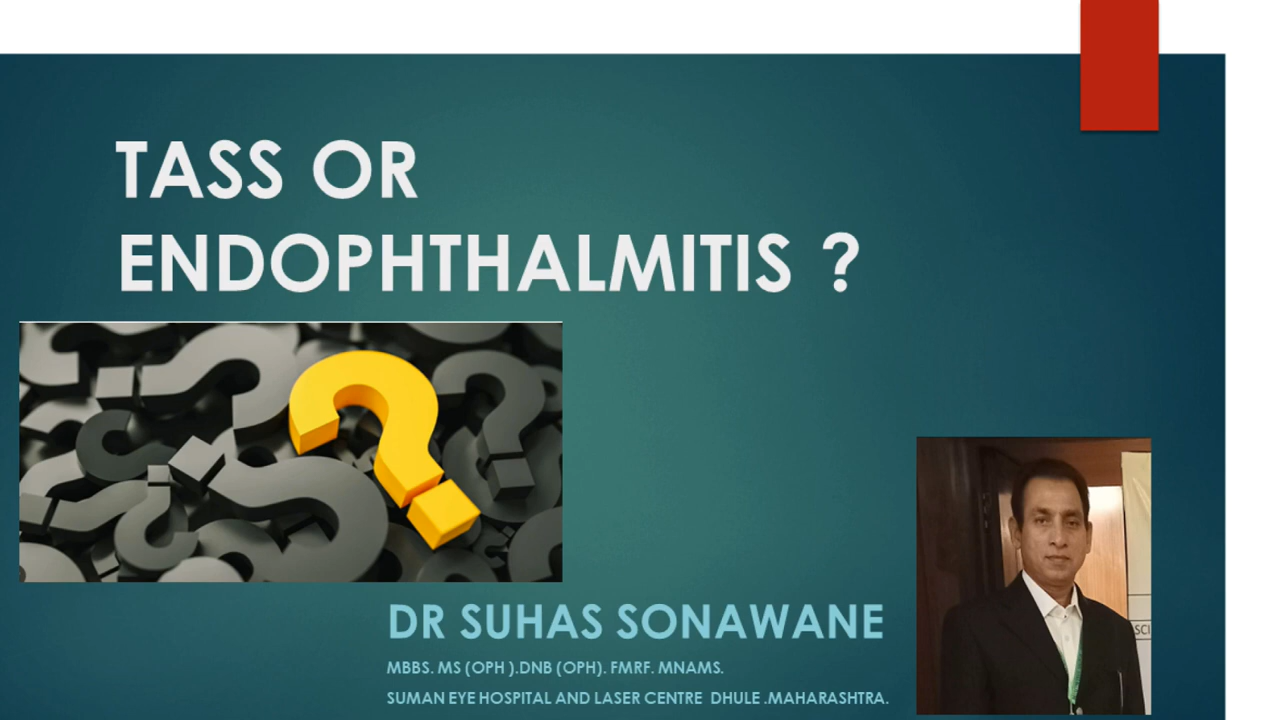 TASS OR
ENDOPHTHALMITIS ?
SCI
DR SUHAS SONAWANE
MBBS. MS (OPH ).DNB (OPH). FMRF. MNAMS.
SUMAN EYE HOSPITAL AND LASER CENTRE DHULE .MAHARASHTRA.